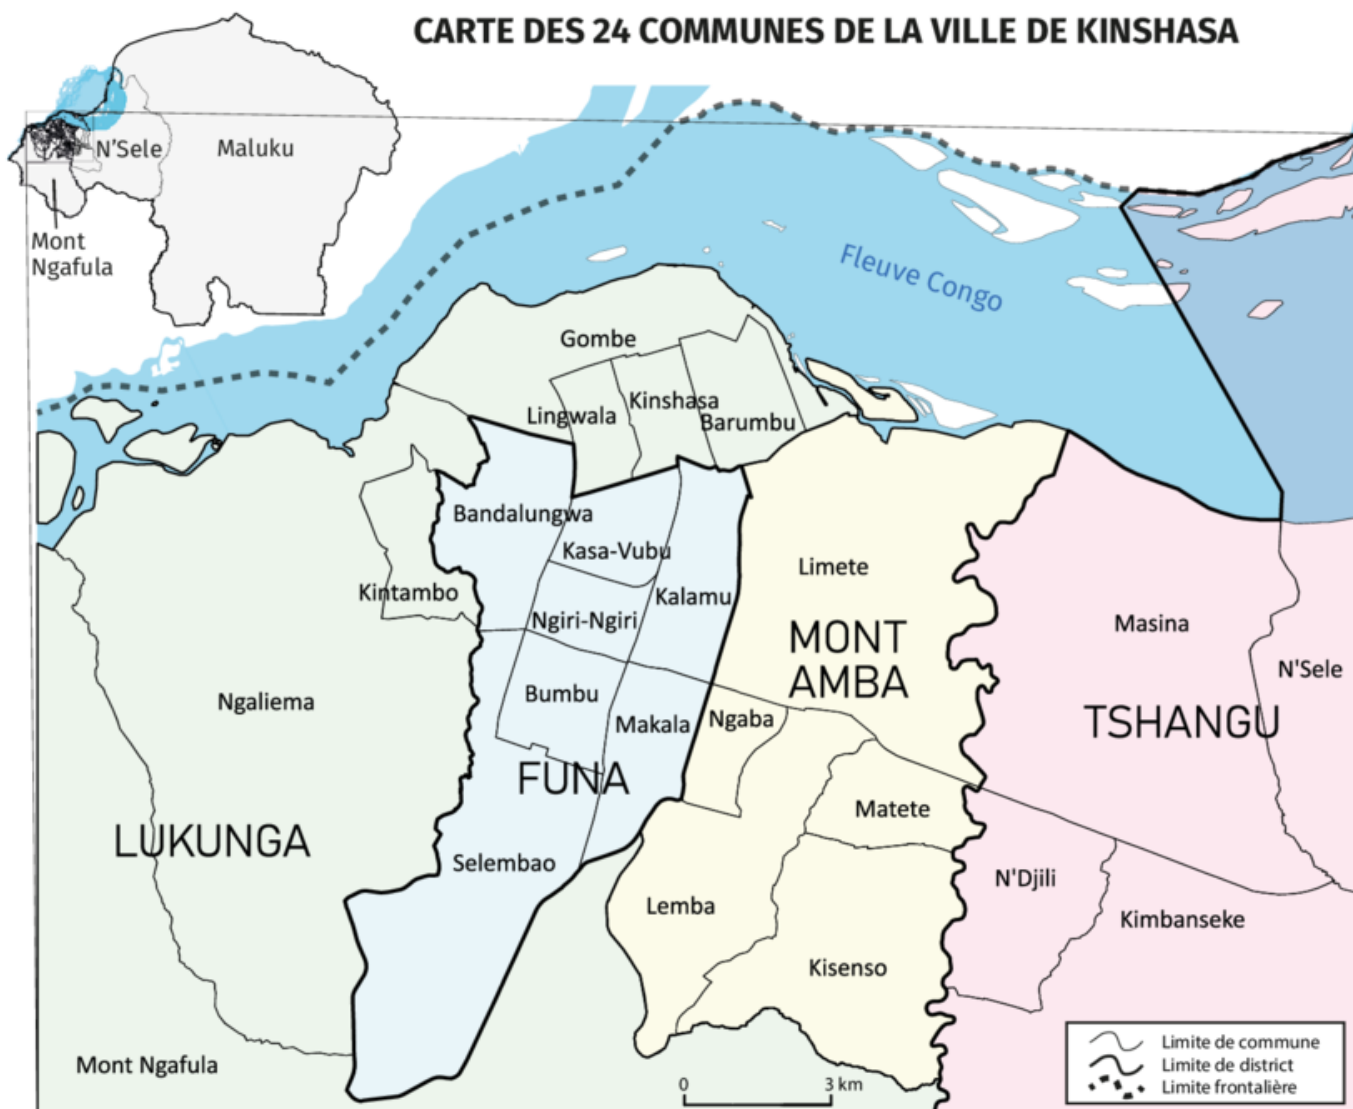 CARTE DES 24 COMMUNES DE LA VILLE DE KINSHASA
N'Sele
Maluku
Mont
Ngafula
Fleuve Congo
Gombe
Lingwala
Kinshasa
Barumbu
Bandalungwa
Kasa-Vubu
Kalamu
Kintambo
Ngiri-Ngiri
Limete
MONT
AMBA
Masina
N'Sele
Ngaliema
Bumbu
Makala
Ngaba
TSHANGU
FUNA
LUKUNGA
Matete
Selembao
Lemba
N'Djili
Kimbanseke
Kisenso
Mont Ngafula
0 3 km
Limite de commune
Limite de district
Limite frontalière